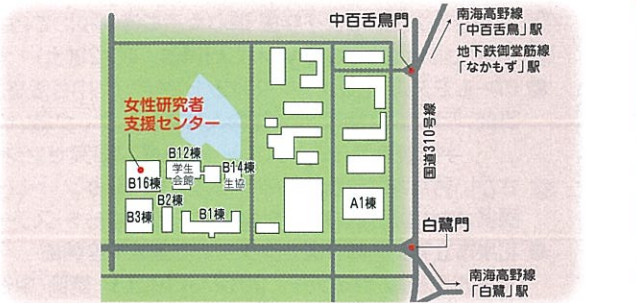 中百舌鳥門
南海高野線
「中百舌鳥」駅
地下鉄御堂筋線
「なかもず」駅
女性研究者
支援センター
国道310号線
B12棟
学生
会館
B14棟
生協
B16棟
B2棟
B3棟
B1棟
A1棟
白鷺門
南海高野線
「白鷺」駅